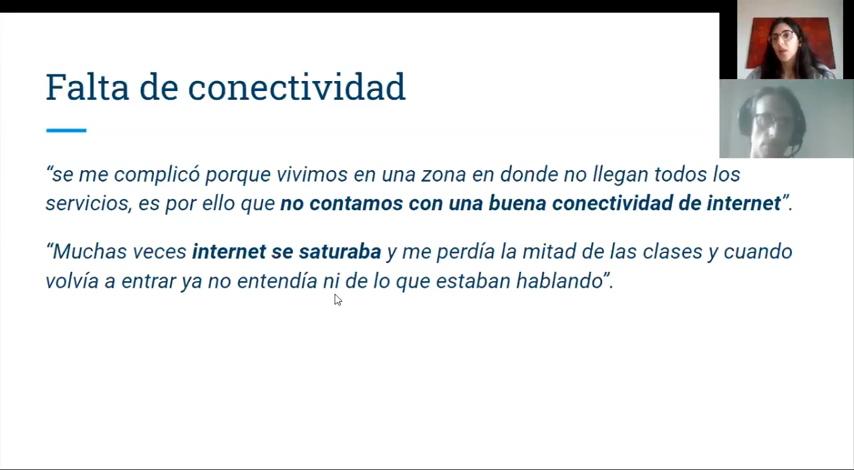 Falta de conectividad
“se me complicó porque vivimos en una zona en donde no llegan todos los
servicios, es por ello que no contamos con una buena conectividad de internet”.
“Muchas veces internet se saturaba y me perdía la mitad de las clases y cuando
volvía a entrar ya no entendía ni de lo que estaban hablando”.